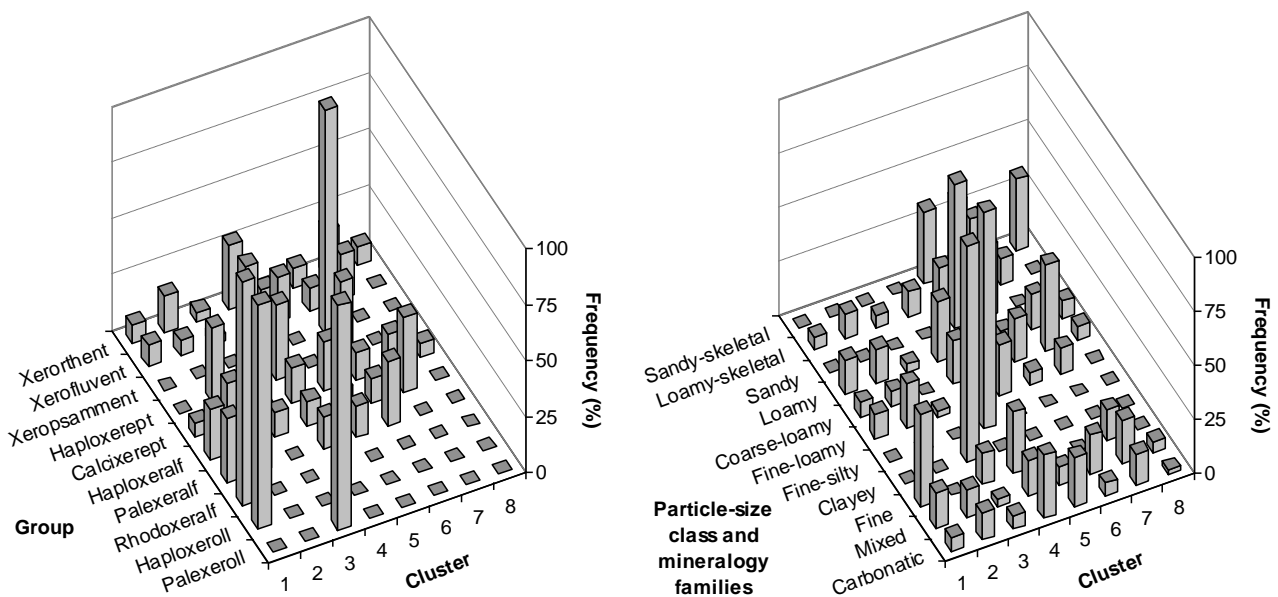 100
75
50
25
0
Frequency (%)
Xerorthent
Xerofluvent
Xeropsamment
Haploxerept
Calcixerept
Haploxeralf
Palexeralf
Rhodoxeralf
Haploxeroll
Palexeroll
Group
1 2 3 4 5 6 7 8
Cluster
100
75
50
25
0
Frequency (%)
Sandy-skeletal
Loamy-skeletal
Sandy
Loamy
Coarse-loamy
Fine-loamy
Fine-silty
Clayey
Fine
Mixed
Carbonatic
Particle-size
class and
mineralogy
families
1 2 3 4 5 6 7 8
Cluster